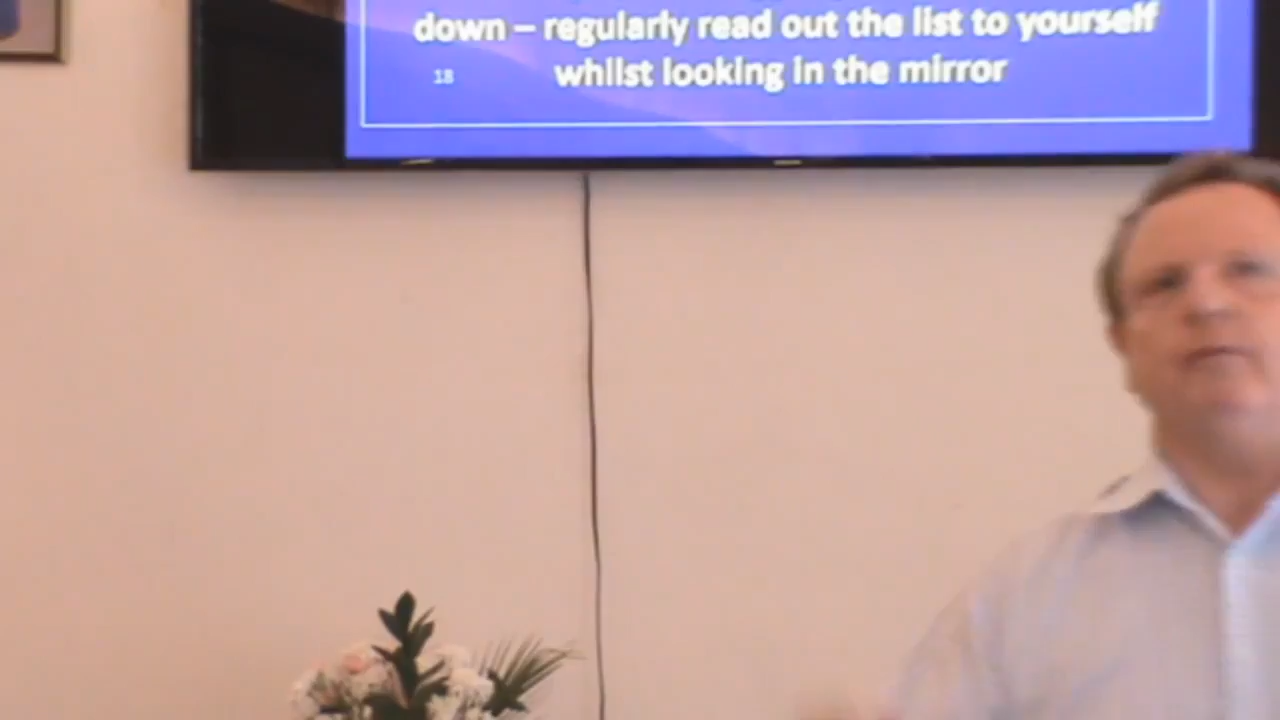 down – regularly read out the list to yourself
whilst looking in the mirror
18